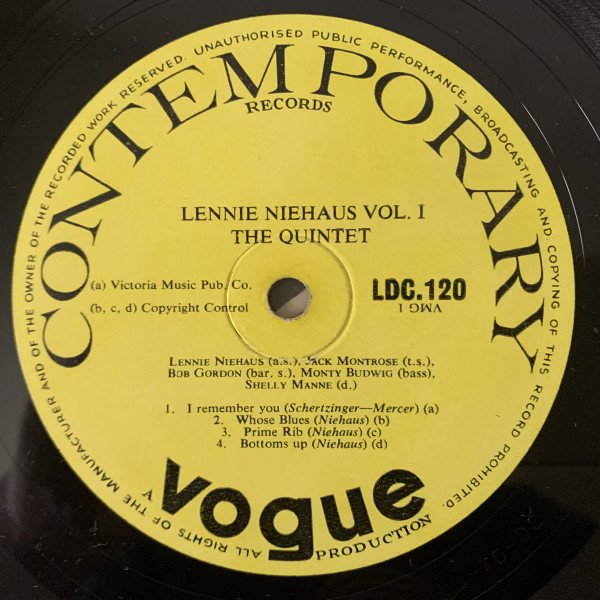 ALL RIGHTS OF THE MANUFACTURER AND OF THE OWNER OF THE RECORDED WORK RESERVED. UNAUTHORISED PUBLIC PERFORMANCE, BROADCASTING AND COPYING OF THIS RECORD PROHIBITED.
CONTEMPORARY
RECORDS
LENNIE NIEHAUS VOL. I
THE QUINTET
(a) Victoria Music Pub. Co.
(b, c, d) Copyright Control
LDC.120
VMG I
LENNIE NIEHAUS (a.s.), JACK MONTROSE (t.s.),
BOB GORDON (bar, s.), MONTY BUDWIG (bass),
SHELLY MANNE (d.)
1. I remember you (Schertzinger—Mercer) (a)
2. Whose Blues (Niehaus) (b)
3. Prime Rib (Niehaus) (c)
4. Bottoms up (Niehaus) (d)
A
vogue
PRODUCTION